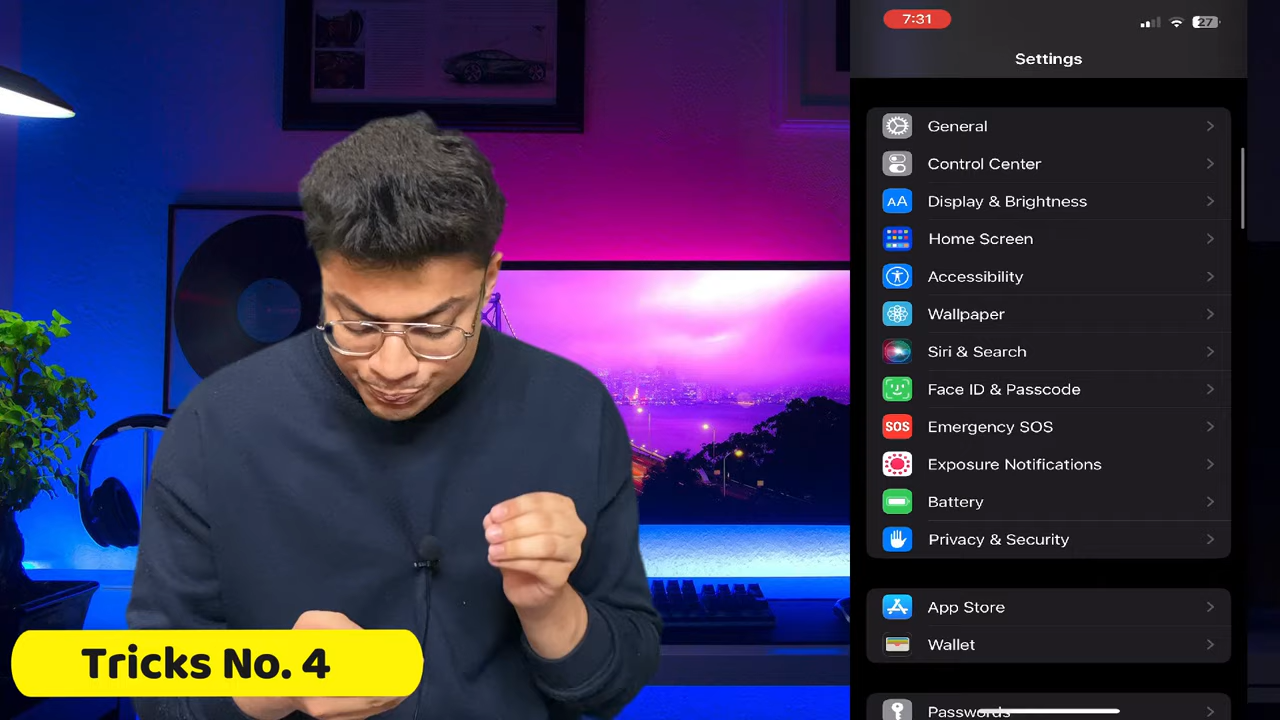 7:31
27
Settings
General
Control Center
AA
Display & Brightness
Home Screen
Accessibility
Wallpaper
Siri & Search
Face ID & Passcode
SOS
Emergency SOS
Exposure Notifications
Battery
Privacy & Security
App Store
Wallet
Passwords
Tricks No. 4